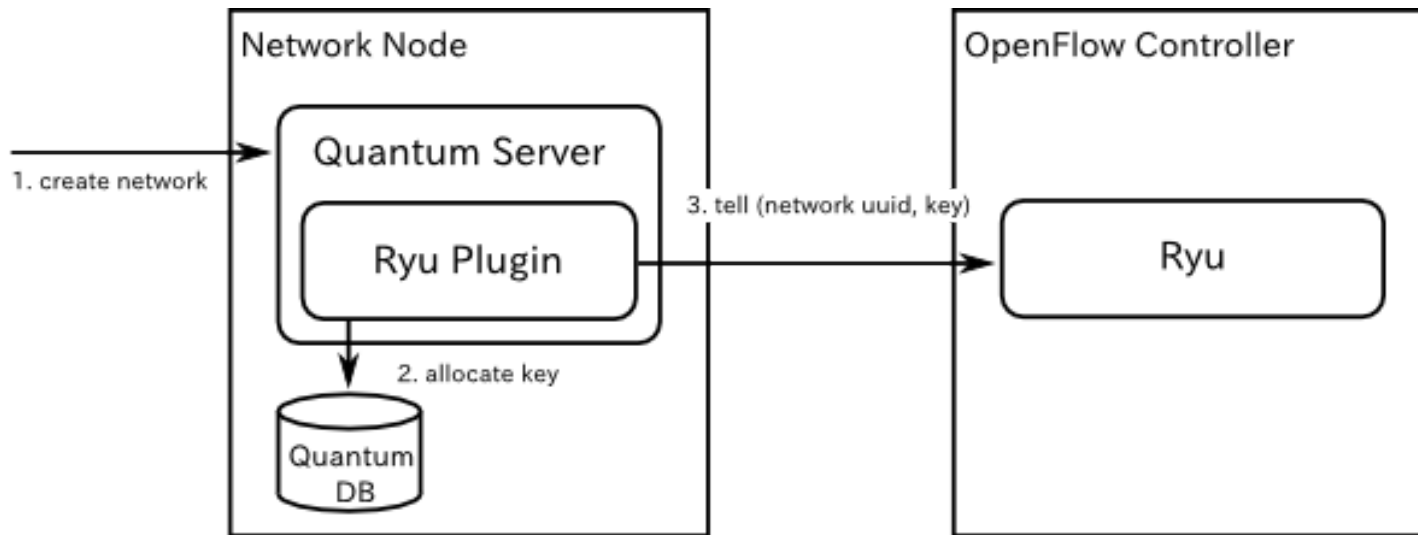 Network Node
OpenFlow Controller
Quantum Server
1. create network
3. tell (network uuid, key)
Ryu Plugin
Ryu
2. allocate key
Quantum
DB